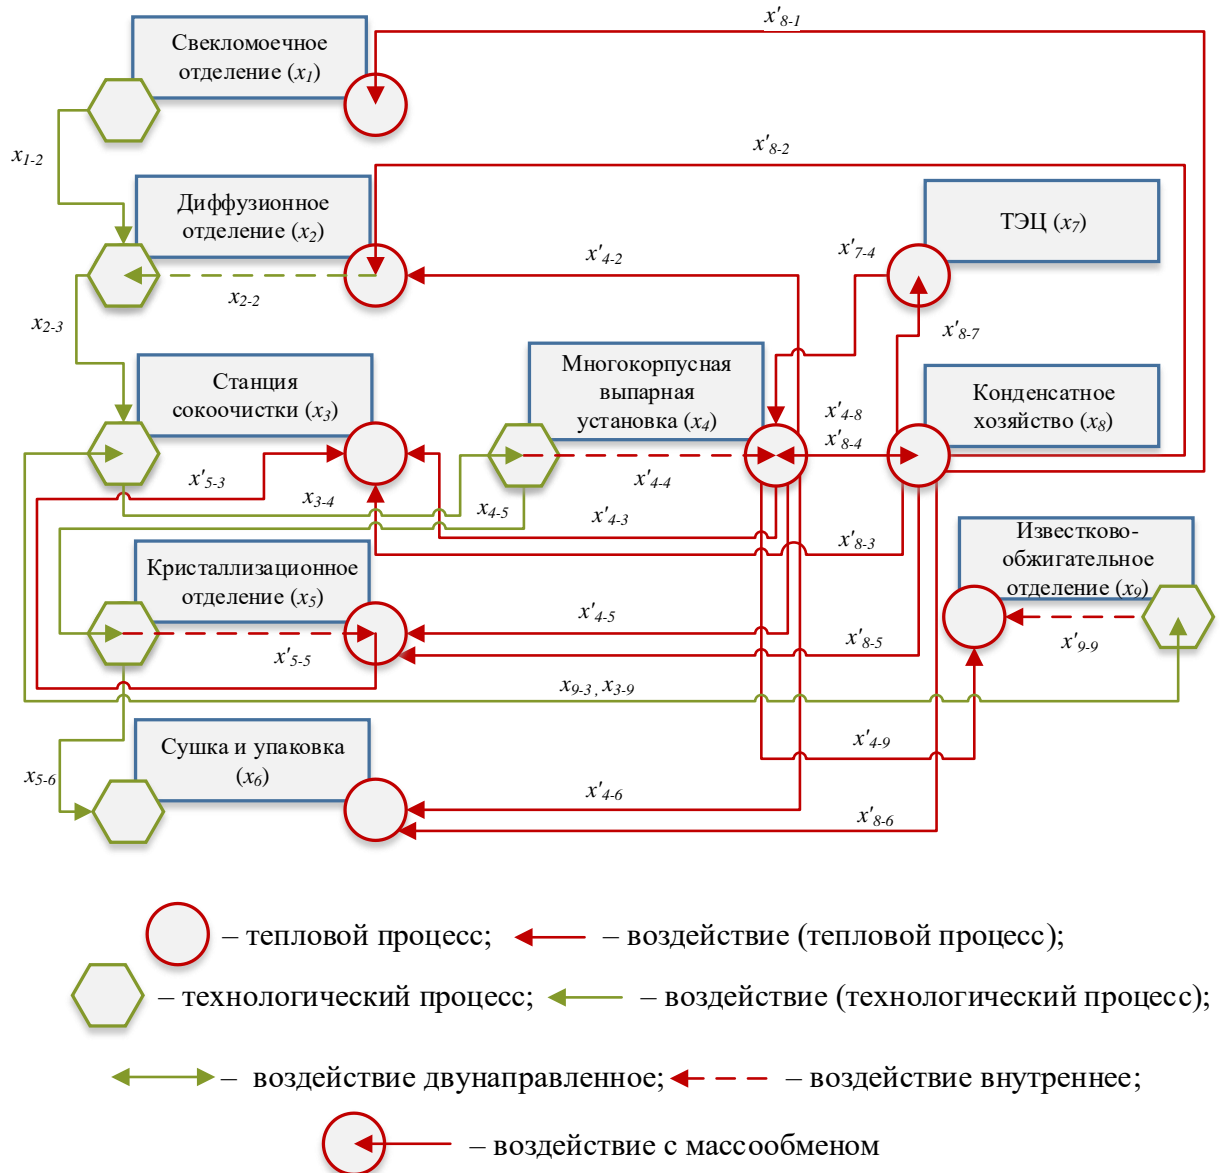 x'8-1
Свекломоечное
отделение (x1)
x1-2
x'8-2
Диффузионное
отделение (x2)
ТЭЦ (x7)
x'4-2
x'7-4
x2-2
x2-3
x'8-7
Станция
сокоочистки (x3)
Многокорпусная
выпарная
установка (x4)
Конденсатное
хозяйство (x8)
x'4-8
x'8-4
x'5-3
x3-4
x4-5
x'4-4
x'4-3
x'8-3
Известково-
обжигательное
отделение (x9)
Кристаллизационное
отделение (x5)
x'4-5
x'8-5
x'5-5
x'9-9
x9-3, x3-9
Сушка и упаковка
(x6)
x'4-9
x5-6
x'4-6
x'8-6
– тепловой процесс;
– воздействие (тепловой процесс);
– технологический процесс;
– воздействие (технологический процесс);
– воздействие двунаправленное;
– воздействие внутреннее;
– воздействие с массообменом